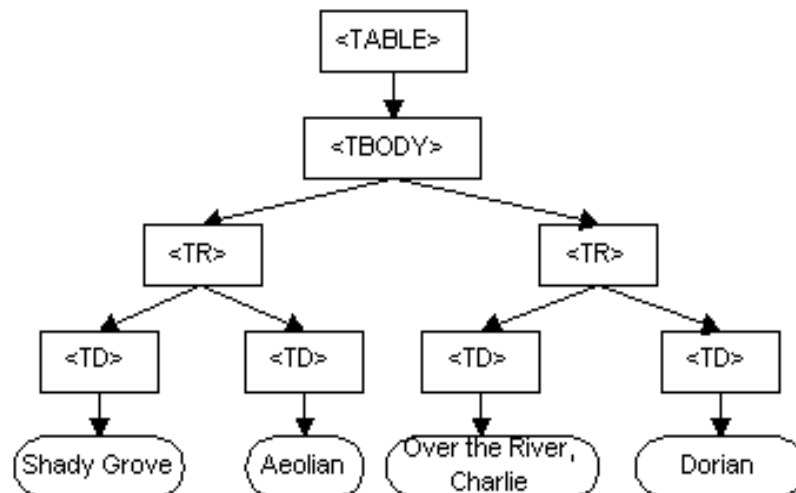 <TABLE>
<TBODY>
<TR>
<TR>
<TD>
<TD>
<TD>
<TD>
Shady Grove
Aeolian
Over the River,
Charlie
Dorian